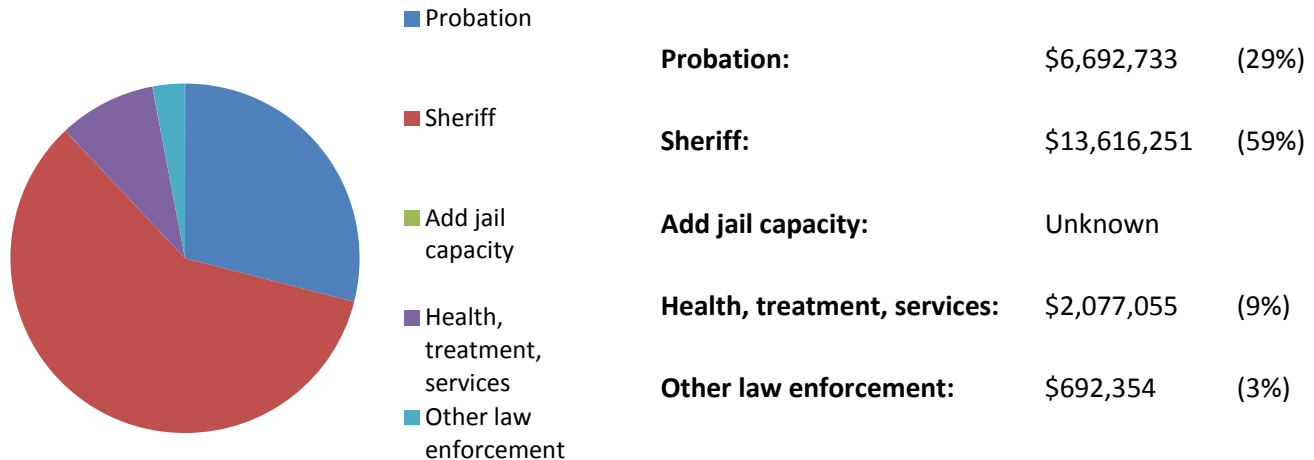 Probation
Sheriff
Add jail
capacity
Health,
treatment,
services
Other law
enforcement
Probation: $6,692,733 (29%)
Sheriff: $13,616,251 (59%)
Add jail capacity: Unknown
Health, treatment, services: $2,077,055 (9%)
Other law enforcement: $692,354 (3%)